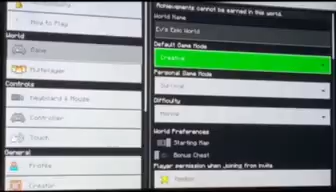 Achievements cannot be earned in this world.
World Name
How to Play
World
Default Game Mode
Game
Creative
Multiplayer
Personal Game Mode
Controls
Survival
Keyboard & Mouse
Difficulty
Controller
World Preferences
Touch
Starting Map
Bonus Chest
General
Player permission when joining from invite
Profile